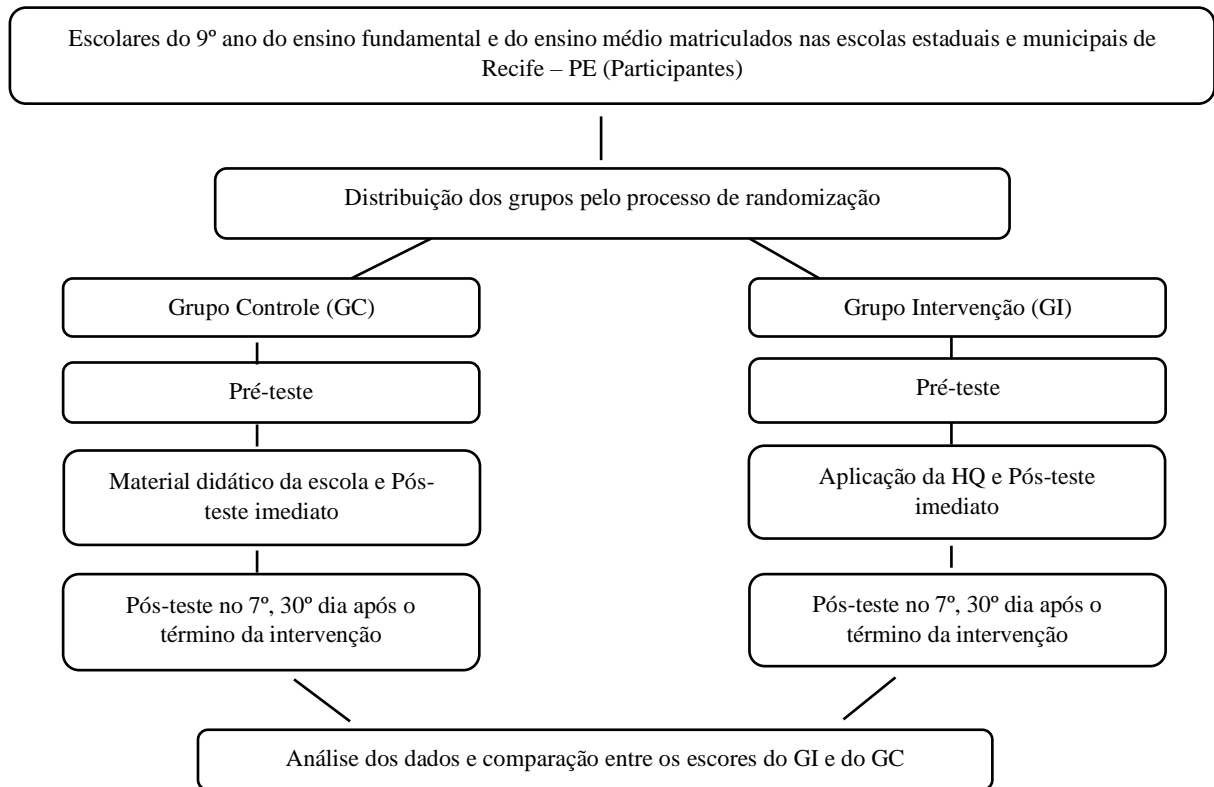 Escolares do 9º ano do ensino fundamental e do ensino médio matriculados nas escolas estaduais e municipais de
Recife – PE (Participantes)
Distribuição dos grupos pelo processo de randomização
Grupo Controle (GC)
Grupo Intervenção (GI)
Pré-teste
Pré-teste
Material didático da escola e Pós-
teste imediato
Aplicação da HQ e Pós-teste
imediato
Pós-teste no 7º, 30º dia após o
término da intervenção
Pós-teste no 7º, 30º dia após o
término da intervenção
Análise dos dados e comparação entre os escores do GI e do GC